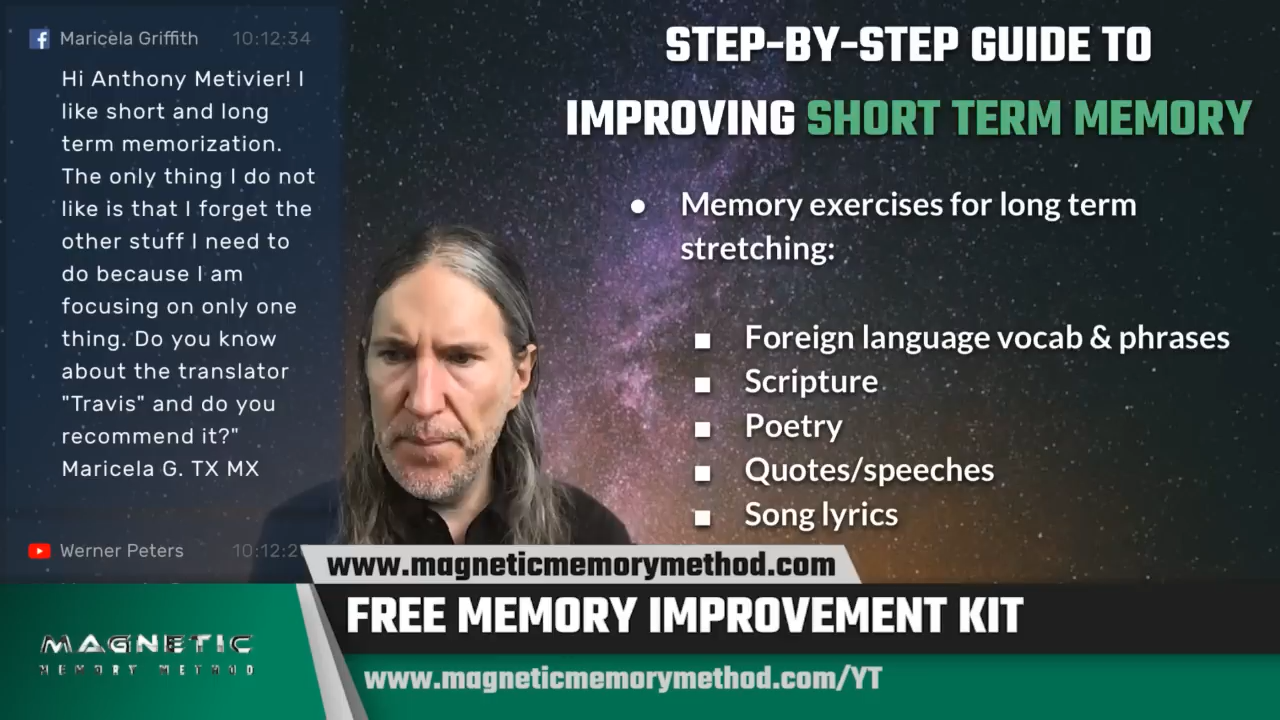 Maricela Griffith 10:12:34
Hi Anthony Metivier! I
like short and long
term memorization.
The only thing I do not
like is that I forget the
other stuff I need to
do because I am
focusing on only one
thing. Do you know
about the translator
"Travis" and do you
recommend it?"
Maricela G. TX MX
Werner Peters 10:12:2
STEP-BY-STEP GUIDE TO
IMPROVING SHORT TERM MEMORY
● Memory exercises for long term
stretching:
■ Foreign language vocab & phrases
■ Scripture
■ Poetry
■ Quotes/speeches
■ Song lyrics
www.magneticmemorymethod.com
FREE MEMORY IMPROVEMENT KIT
www.magneticmemorymethod.com/YT
MAGNETIC
MEMORY METHOD